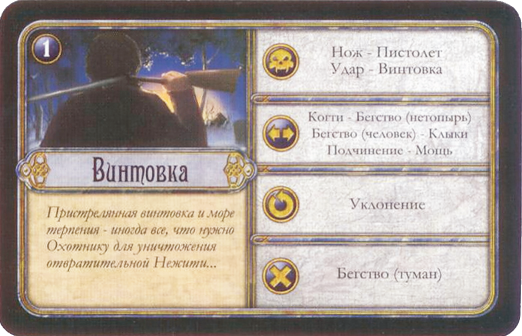 1
Винтовка
Пристрелянная винтовка и море
терпения - иногда все, что нужно
Охотнику для уничтожения
отвратительной Нежити...
Нож - Пистолет
Удар - Винтовка
Когти - Бегство (нетопырь)
Бегство (человек) - Клыки
Подчинение - Мощь
Уклонение
Бегство (туман)